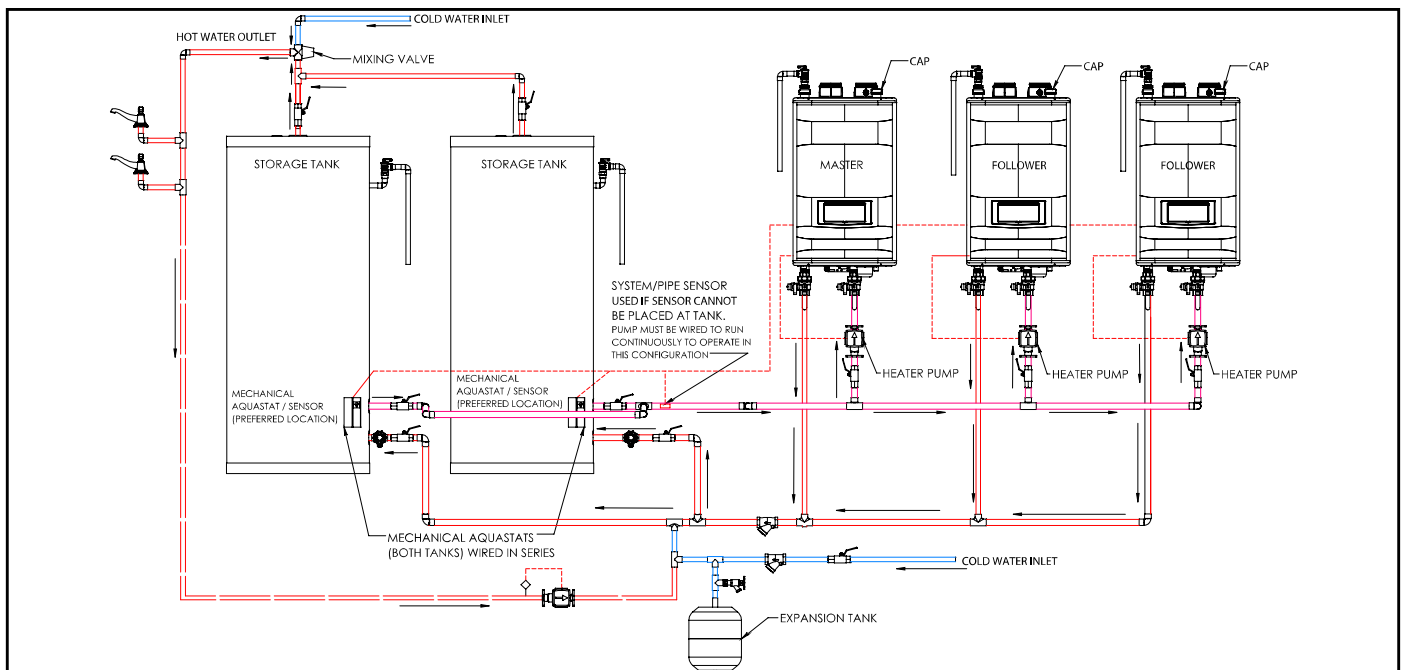 COLD WATER INLET
HOT WATER OUTLET
MIXING VALVE
CAP
CAP
CAP
STORAGE TANK
STORAGE TANK
MASTER
FOLLOWER
FOLLOWER
SYSTEM/PIPE SENSOR
USED IF SENSOR CANNOT
BE PLACED AT TANK.
PUMP MUST BE WIRED TO RUN
CONTINUOUSLY TO OPERATE IN
THIS CONFIGURATION
HEATER PUMP
HEATER PUMP
HEATER PUMP
MECHANICAL
AQUASTAT / SENSOR
(PREFERRED LOCATION)
MECHANICAL
AQUASTAT / SENSOR
(PREFERRED LOCATION)
MECHANICAL AQUASTATS
(BOTH TANKS) WIRED IN SERIES
COLD WATER INLET
EXPANSION TANK